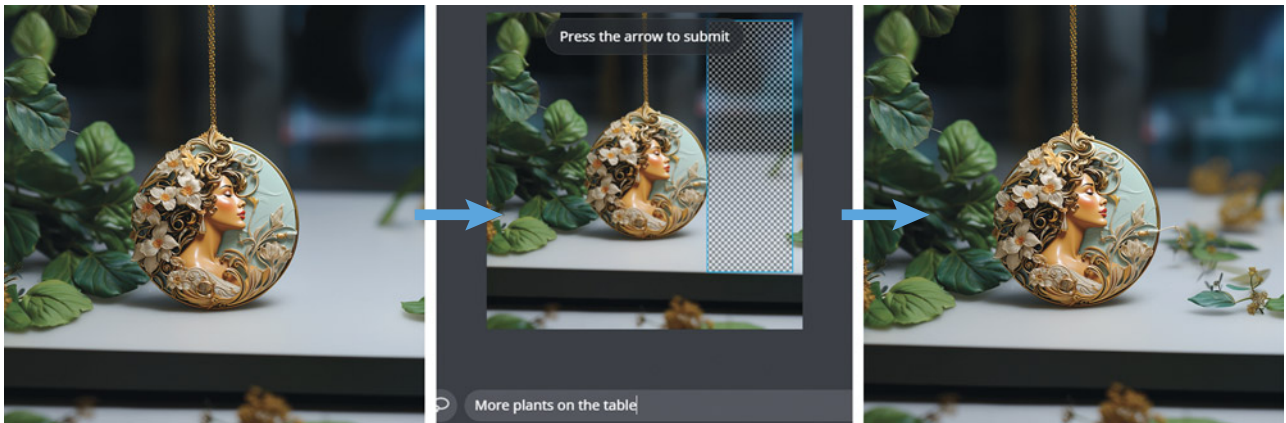 Press the arrow to submit
More plants on the table